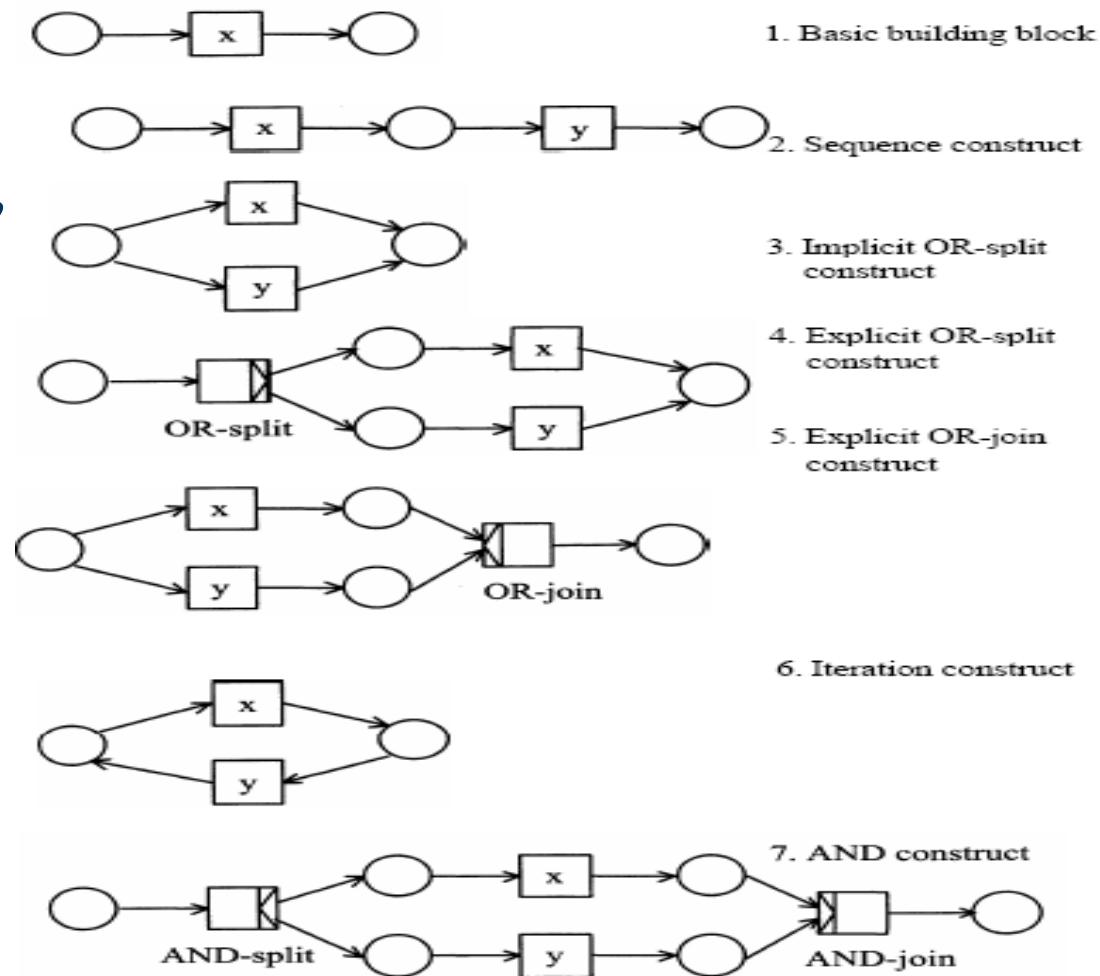 x
1. Basic building block
x
y
2. Sequence construct
x
y
3. Implicit OR-split
construct
x
y
OR-split
4. Explicit OR-split
construct
5. Explicit OR-join
construct
x
y
OR-join
6. Iteration construct
x
y
7. AND construct
x
y
AND-split
AND-join